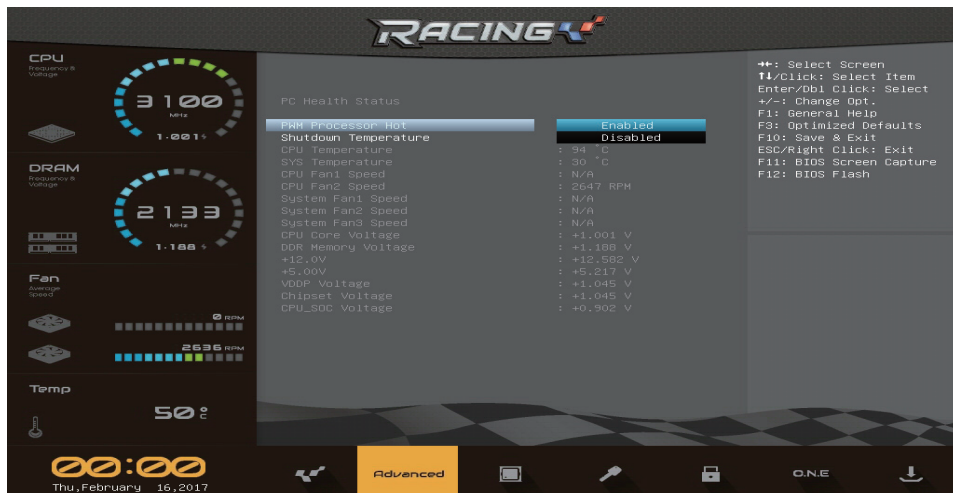 RACING
CPU
Frequency &
Voltage
3100
MHz
1.001
DRAM
Frequency &
Voltage
2133
MHz
1.188
Fan
Average
Speed
0 RPM
2636 RPM
Temp
50 °C
00:00
Thu,February 16,2017
PC Health Status
PWM Processor Hot Enabled
Shutdown Temperature Disabled
CPU Temperature : 94 °C
SYS Temperature : 30 °C
CPU Fan1 Speed : N/A
CPU Fan2 Speed : 2647 RPM
System Fan1 Speed : N/A
System Fan2 Speed : N/A
System Fan3 Speed : N/A
CPU Core Voltage : +1.001 V
DDR Memory Voltage : +1.188 V
+12.0V : +12.582 V
+5.00V : +5.217 V
VDDP Voltage : +1.045 V
Chipset Voltage : +1.045 V
CPU_SOC Voltage : +0.902 V
→←: Select Screen
↑↓/Click: Select Item
Enter/Dbl Click: Select
+/-: Change Opt.
F1: General Help
F3: Optimized Defaults
F10: Save & Exit
ESC/Right Click: Exit
F11: BIOS Screen Capture
F12: BIOS Flash
Advanced
O.N.E